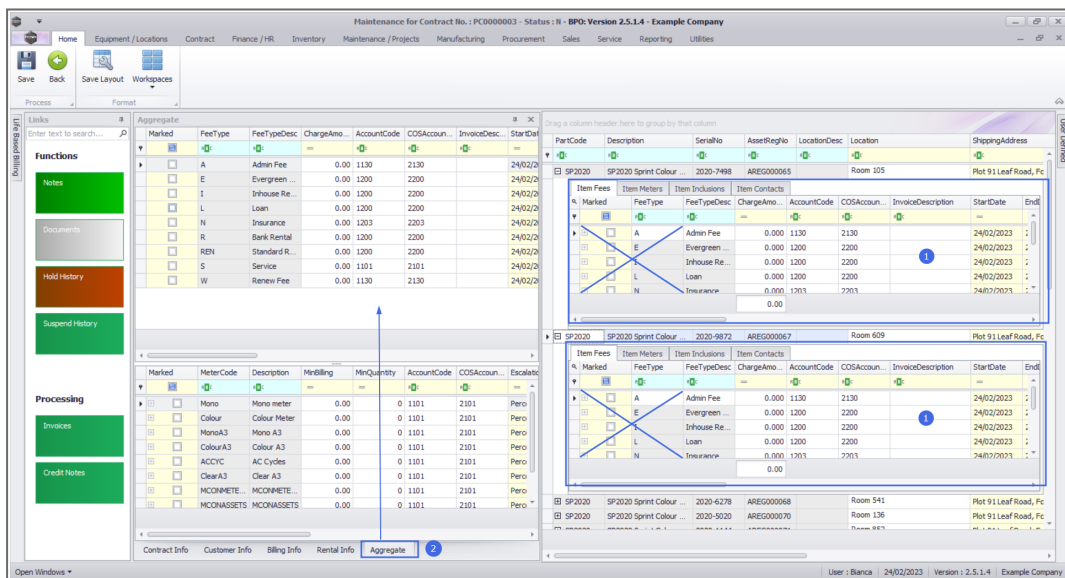 Maintenance for Contract No. : PC0000003 - Status : N - BPO: Version 2.5.1.4 - Example Company
Home Equipment / Locations Contract Finance / HR Inventory Maintenance / Projects Manufacturing Procurement Sales Service Reporting Utilities
Save Back Save Layout Workspaces
Process Format
Life Based Billing
User Defined
Links
Enter text to search...
Functions
Notes
Documents
Hold History
Suspend History
Processing
Invoices
Credit Notes
Aggregate
Marked FeeType FeeTypeDesc ChargeAmo... AccountCode COSAccoun... InvoiceDesc... StartDat
A Admin Fee 0.00 1130 2130 24/02/2
E Evergreen ... 0.00 1200 2200 24/02/2
I Inhouse Re... 0.00 1200 2200 24/02/2
L Loan 0.00 1200 2200 24/02/2
N Insurance 0.00 1203 2203 24/02/2
R Bank Rental 0.00 1200 2200 24/02/2
REN Standard R... 0.00 1200 2200 24/02/2
S Service 0.00 1101 2101 24/02/2
W Renew Fee 0.00 1130 2130 24/02/2
Marked MeterCode Description MinBilling MinQuantity AccountCode COSAccoun... Escalatio
Mono Mono meter 0.00 0 1101 2101 Perce
Colour Colour Meter 0.00 0 1101 2101 Perce
MonoA3 Mono A3 0.00 0 1101 2101 Perce
ColourA3 Colour A3 0.00 0 1101 2101 Perce
ACCYC AC Cycles 0.00 0 1101 2101 Perce
ClearA3 Clear A3 0.00 0 1101 2101 Perce
MCONMETE... MCONMETE... 0.00 0 1101 2101 Perce
MCONASSETS MCONASSETS 0.00 0 1101 2101 Perce
Contract Info Customer Info Billing Info Rental Info Aggregate 2
Drag a column header here to group by that column
PartCode Description SerialNo AssetRegNo LocationDesc Location ShippingAddress
SP2020 SP2020 Sprint Colour ... 2020-7498 AREG000065 Room 105 Plot 91 Leaf Road, Fc
Item Fees Item Meters Item Inclusions Item Contacts
Marked FeeType FeeTypeDesc ChargeAmo... AccountCode COSAccoun... InvoiceDescription StartDate EndD
A Admin Fee 0.000 1130 2130 24/02/2023
E Evergreen ... 0.000 1200 2200 24/02/2023
Inhouse Re... 0.000 1200 2200 24/02/2023
L Loan 0.000 1200 2200 24/02/2023
N Insurance 0.000 1203 2203 24/02/2023
1
0.00
SP2020 SP2020 Sprint Colour ... 2020-9872 AREG000067 Room 609 Plot 91 Leaf Road, Fc
Item Fees Item Meters Item Inclusions Item Contacts
Marked FeeType FeeTypeDesc ChargeAmo... AccountCode COSAccoun... InvoiceDescription StartDate EndD
A Admin Fee 0.000 1130 2130 24/02/2023
E Evergreen ... 0.000 1200 2200 24/02/2023
Inhouse Re... 0.000 1200 2200 24/02/2023
L Loan 0.000 1200 2200 24/02/2023
N Insurance 0.000 1203 2203 24/02/2023
1
0.00
SP2020 SP2020 Sprint Colour ... 2020-6278 AREG000068 Room 541 Plot 91 Leaf Road, Fc
SP2020 SP2020 Sprint Colour ... 2020-5020 AREG000070 Room 136 Plot 91 Leaf Road, Fc
Open Windows
User : Bianca 24/02/2023 Version : 2.5.1.4 Example Company